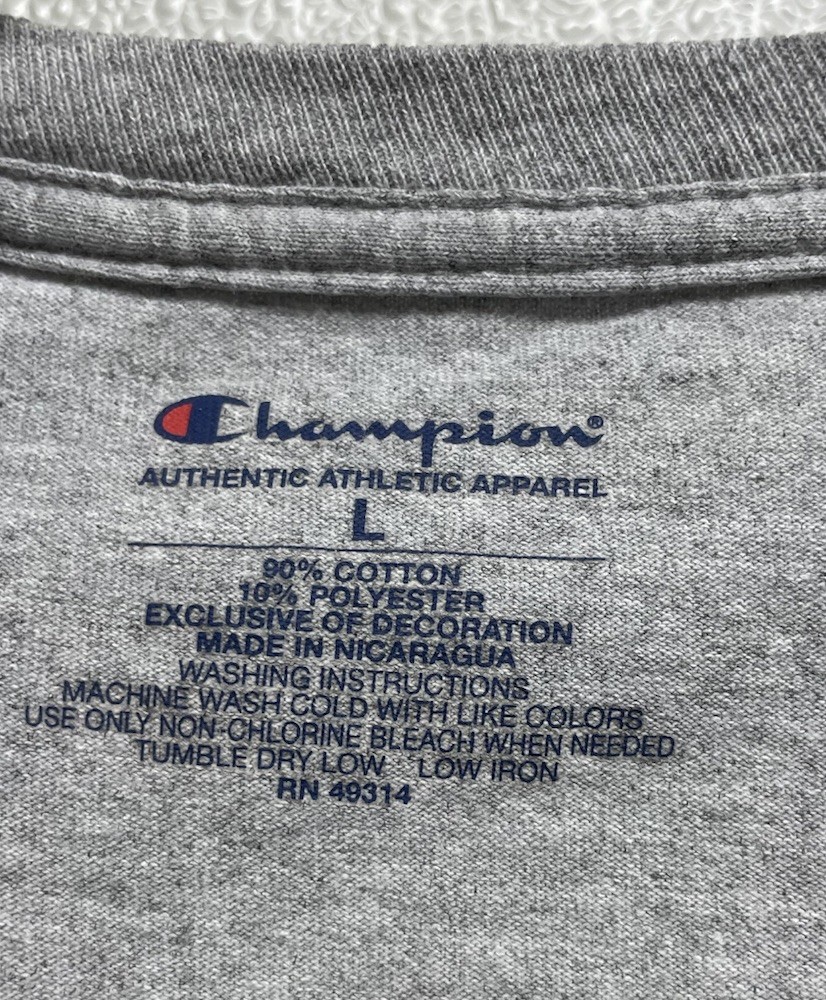 Champion®
AUTHENTIC ATHLETIC APPAREL
L
90% COTTON
10% POLYESTER
EXCLUSIVE OF DECORATION
MADE IN NICARAGUA
WASHING INSTRUCTIONS
MACHINE WASH COLD WITH LIKE COLORS
USE ONLY NON-CHLORINE BLEACH WHEN NEEDED
TUMBLE DRY LOW LOW IRON
RN 49314